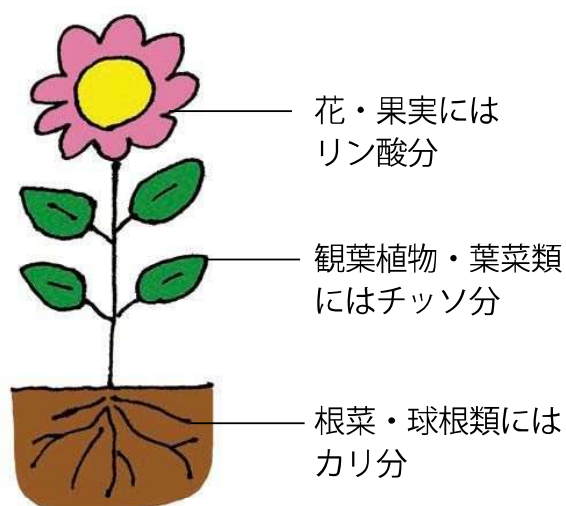 花・果実には
リン酸分
観葉植物・葉菜類
にはチッソ分
根菜・球根類には
カリ分